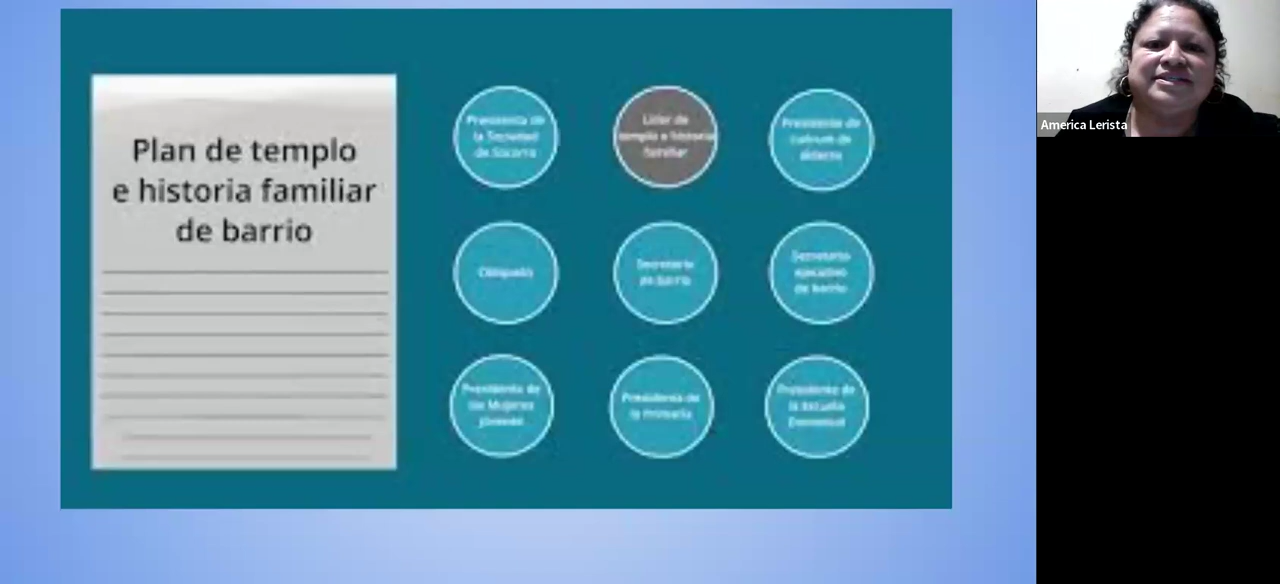 Plan de templo
e historia familiar
de barrio
Presidenta de
la Sociedad
de Socorro
Líder de
templo e historia
familiar
Presidente de
cuórum de
élderes
Obispado
Secretario
de barrio
Secretario
ejecutivo
de barrio
Presidenta de
las Mujeres
Jóvenes
Presidenta de
la Primaria
Presidente de
la Escuela
Dominical
America Lerista